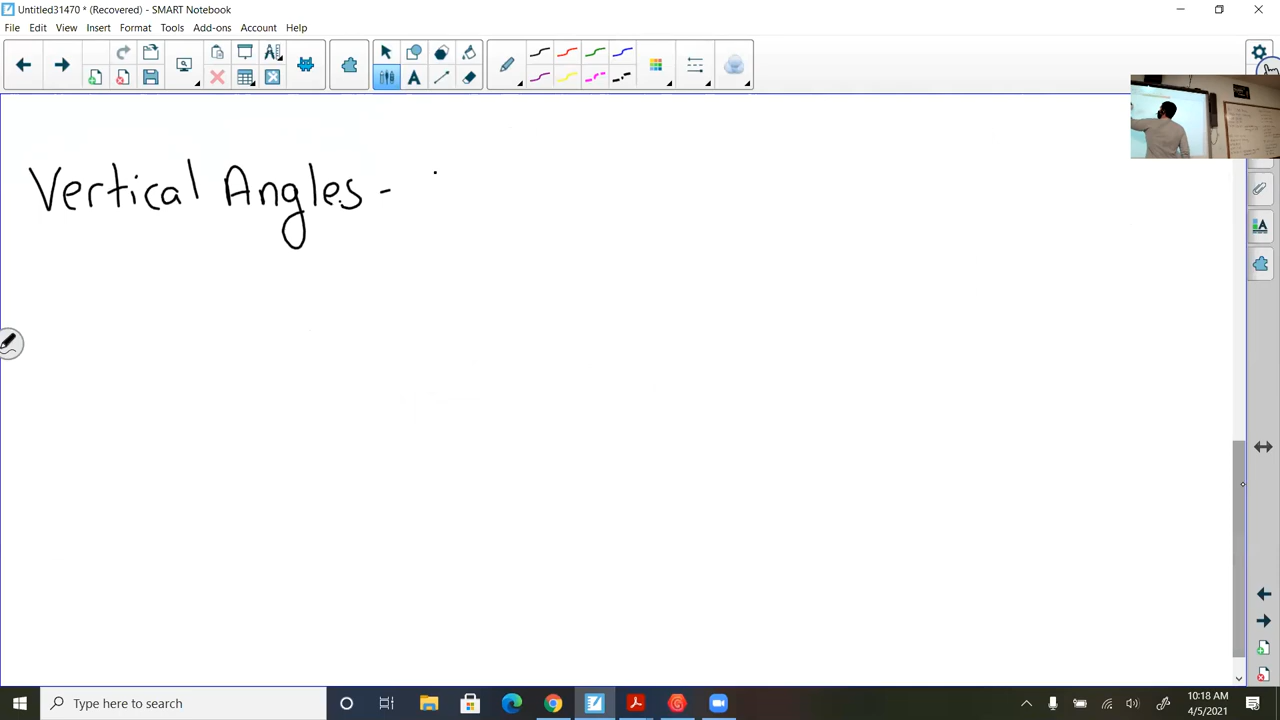 Untitled31470 * (Recovered) - SMART Notebook
File Edit View Insert Format Tools Add-ons Account Help
Vertical Angles -
Type here to search
10:18 AM
4/5/2021